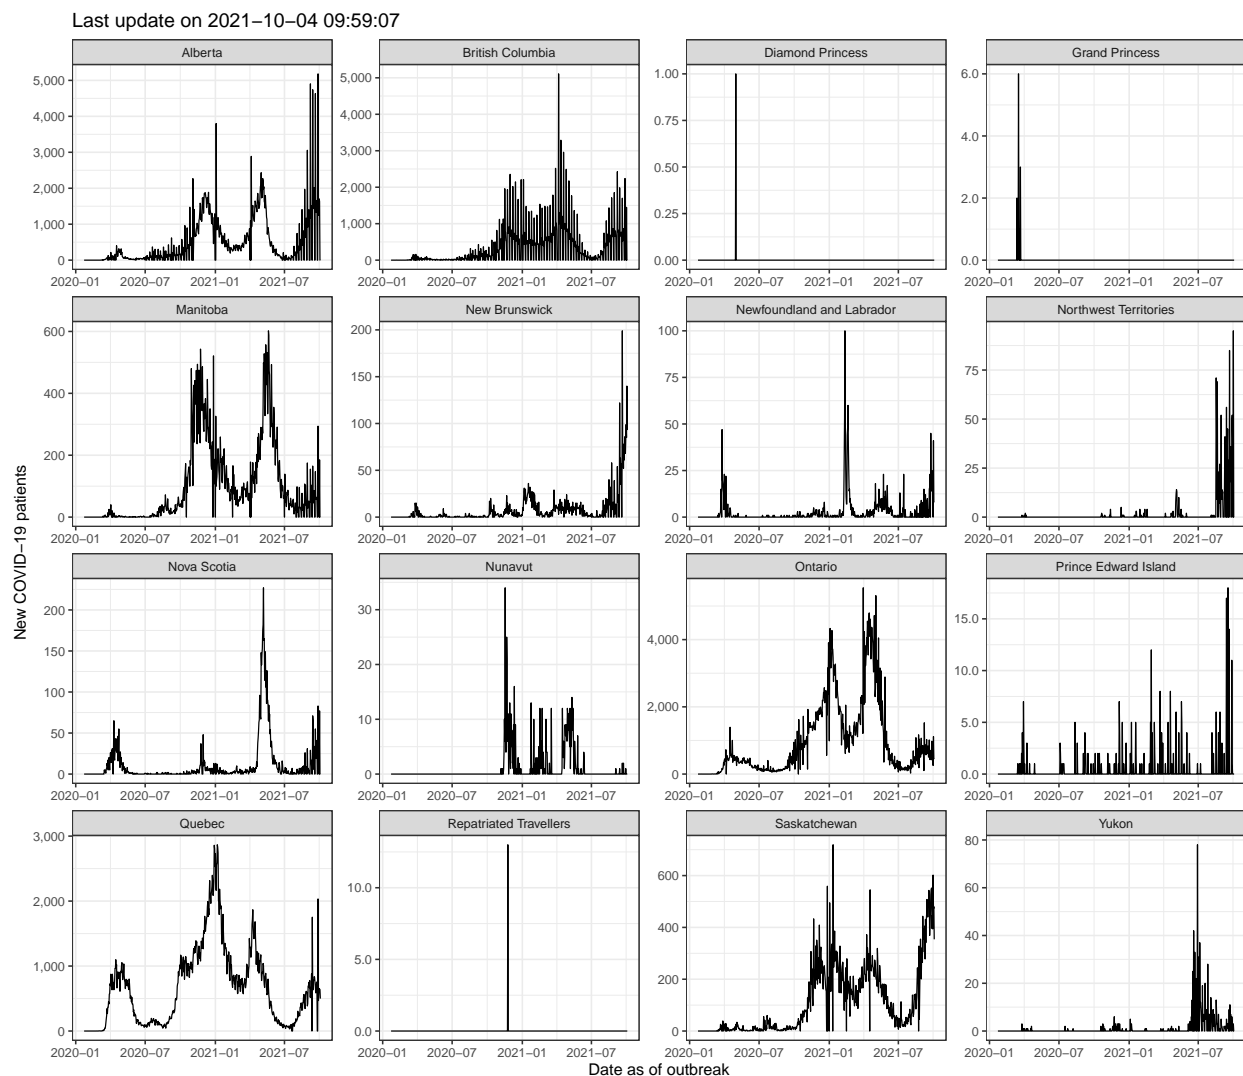 Last update on 2021−10−04 09:59:07
Alberta
British Columbia
Diamond Princess
Grand Princess
5,000
4,000
3,000
2,000
1,000
0
2020−01 2020−07 2021−01 2021−07
5,000
4,000
3,000
2,000
1,000
0
2020−01 2020−07 2021−01 2021−07
1.00
0.75
0.50
0.25
0.00
2020−01 2020−07 2021−01 2021−07
6.0
4.0
2.0
0.0
2020−01 2020−07 2021−01 2021−07
Manitoba
New Brunswick
Newfoundland and Labrador
Northwest Territories
600
400
200
0
2020−01 2020−07 2021−01 2021−07
200
150
100
50
0
2020−01 2020−07 2021−01 2021−07
100
75
50
25
0
2020−01 2020−07 2021−01 2021−07
75
50
25
0
2020−01 2020−07 2021−01 2021−07
New COVID−19 patients
Nova Scotia
Nunavut
Ontario
Prince Edward Island
200
150
100
50
0
2020−01 2020−07 2021−01 2021−07
30
20
10
0
2020−01 2020−07 2021−01 2021−07
4,000
2,000
0
2020−01 2020−07 2021−01 2021−07
15.0
10.0
5.0
0.0
2020−01 2020−07 2021−01 2021−07
Quebec
Repatriated Travellers
Saskatchewan
Yukon
3,000
2,000
1,000
0
2020−01 2020−07 2021−01 2021−07
10.0
5.0
0.0
2020−01 2020−07 2021−01 2021−07
600
400
200
0
2020−01 2020−07 2021−01 2021−07
80
60
40
20
0
2020−01 2020−07 2021−01 2021−07
Date as of outbreak